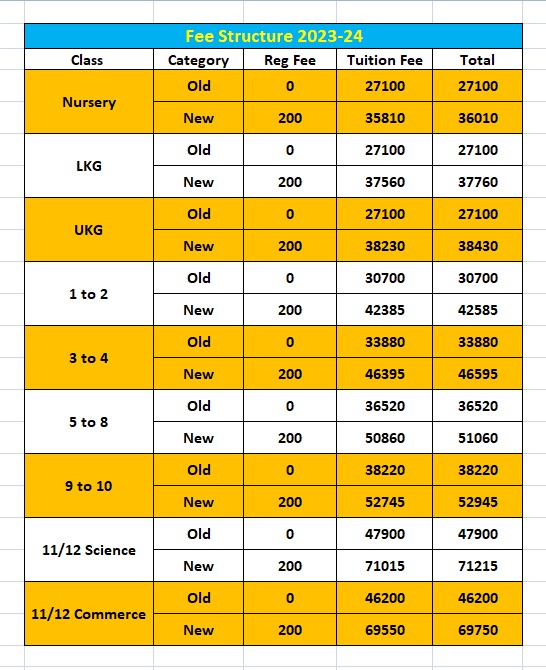 Fee Structure 2023-24
Class Category Reg Fee Tuition Fee Total
Nursery Old 0 27100 27100
New 200 35810 36010
LKG Old 0 27100 27100
New 200 37560 37760
UKG Old 0 27100 27100
New 200 38230 38430
1 to 2 Old 0 30700 30700
New 200 42385 42585
3 to 4 Old 0 33880 33880
New 200 46395 46595
5 to 8 Old 0 36520 36520
New 200 50860 51060
9 to 10 Old 0 38220 38220
New 200 52745 52945
11/12 Science Old 0 47900 47900
New 200 71015 71215
11/12 Commerce Old 0 46200 46200
New 200 69550 69750